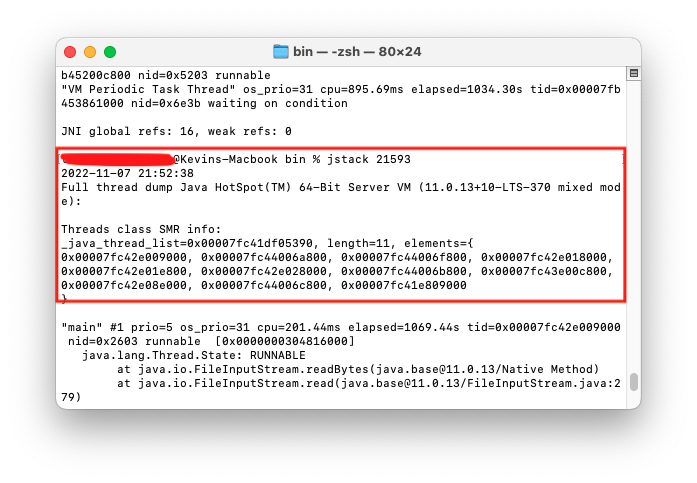 bin — -zsh — 80×24
b45200c800 nid=0x5203 runnable
"VM Periodic Task Thread" os_prio=31 cpu=895.69ms elapsed=1034.30s tid=0x00007fb
453861000 nid=0x6e3b waiting on condition
JNI global refs: 16, weak refs: 0
@Kevins-Macbook bin % jstack 21593
2022-11-07 21:52:38
Full thread dump Java HotSpot(TM) 64-Bit Server VM (11.0.13+10-LTS-370 mixed mod
e):
Threads class SMR info:
_java_thread_list=0x00007fc41df05390, length=11, elements={
0x00007fc42e009000, 0x00007fc44006a800, 0x00007fc44006f800, 0x00007fc42e018000,
0x00007fc42e01e800, 0x00007fc42e028000, 0x00007fc44006b800, 0x00007fc43e00c800,
0x00007fc42e08e000, 0x00007fc44006c800, 0x00007fc41e809000
}
"main" #1 prio=5 os_prio=31 cpu=201.44ms elapsed=1069.44s tid=0x00007fc42e009000
nid=0x2603 runnable  [0x0000000304816000]
java.lang.Thread.State: RUNNABLE
at java.io.FileInputStream.readBytes(java.base@11.0.13/Native Method)
at java.io.FileInputStream.read(java.base@11.0.13/FileInputStream.java:2
79)